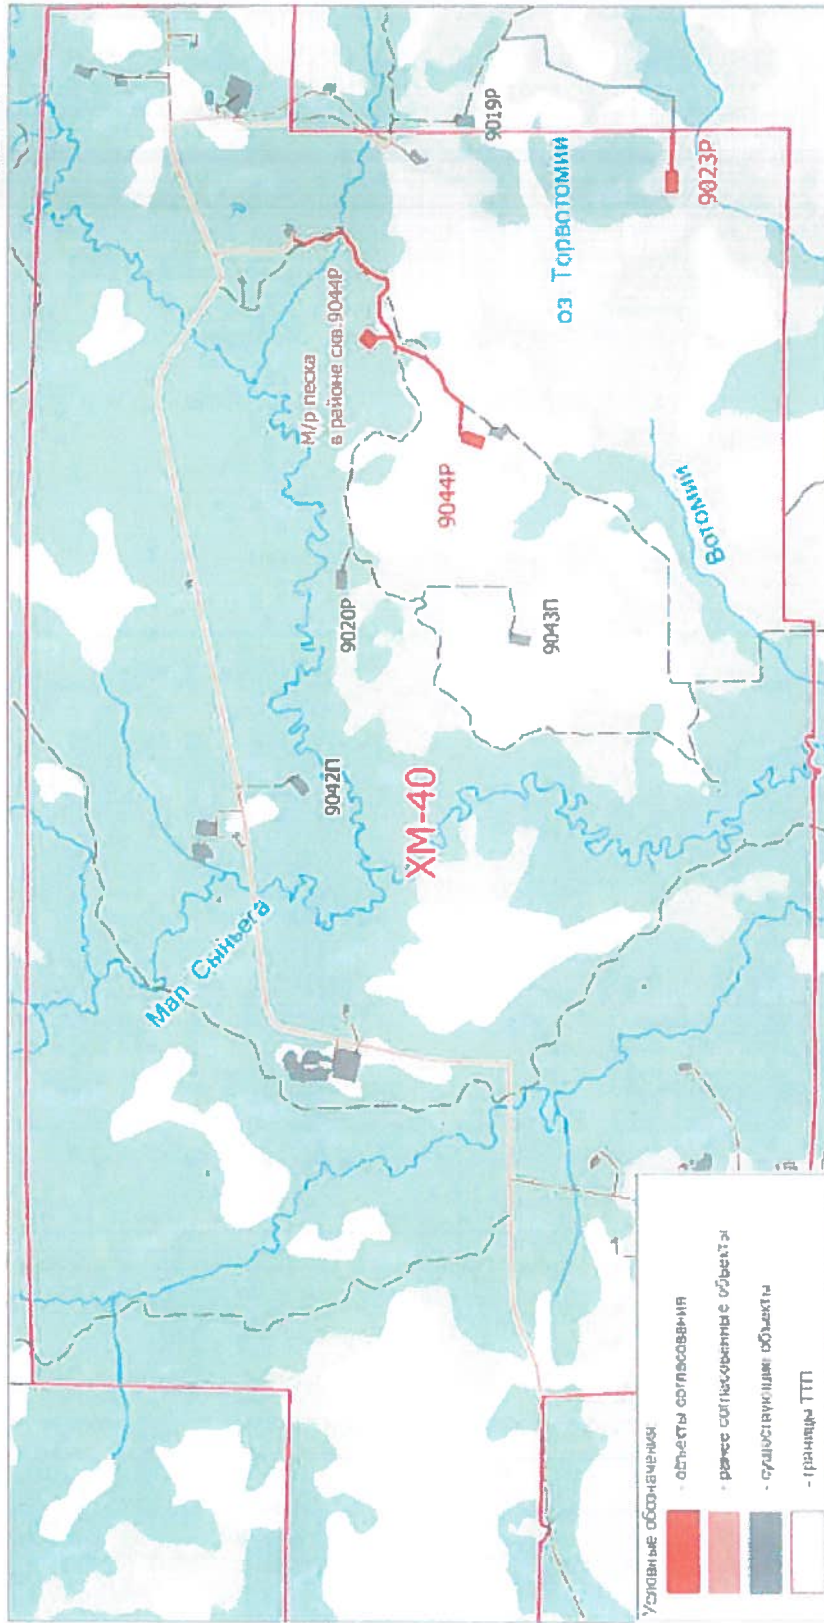 9019Р
оз Торвотомии
9023Р
М/р песка
в районе скв.9044Р
9044Р
9020Р
9043П
Вотомий
9042П
ХМ-40
Мал Сыньега
Условные обозначения:
- объекты согласования
- ранее согласованные объекты
- существующие объекты
- границы ТТП